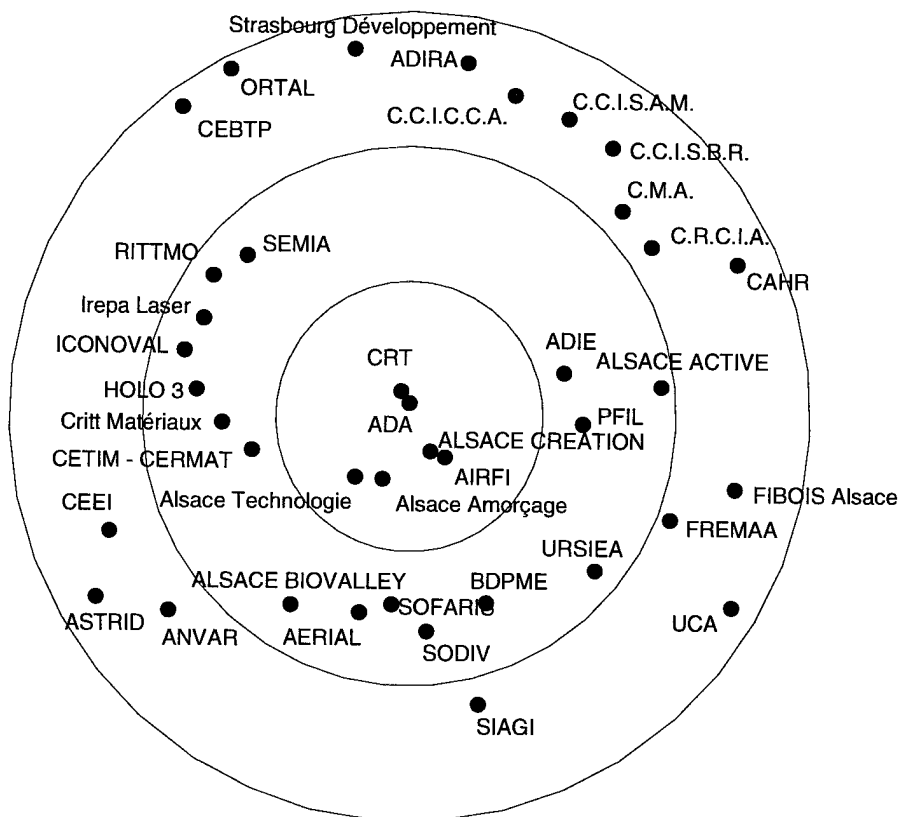 Strasbourg Développement
ADIRA
ORTAL
C.C.I.C.C.A.
C.C.I.S.A.M.
CEBTP
C.C.I.S.B.R.
C.M.A.
C.R.C.I.A.
SEMIA
RITTMO
CAHR
Irepa Laser
ICONOVAL
ADIE
CRT
ALSACE ACTIVE
HOLO 3
Critt Matériaux
ADA
PFIL
ALSACE CREATION
CETIM - CERMAT
AIRFI
CEEI
Alsace Technologie
Alsace Amorçage
FIBOIS Alsace
FREMAA
URSIEA
ALSACE BIOVALLEY
BDPME
SOFARIS
ASTRID
ANVAR
AERIAL
UCA
SODIV
SIAGI